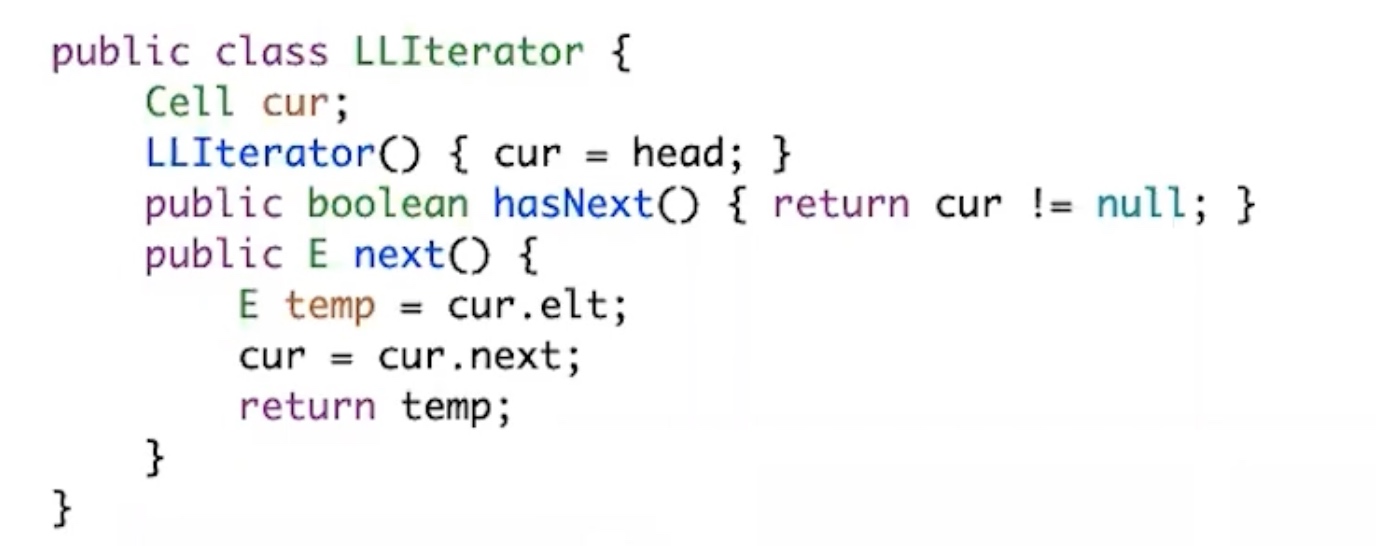 public class LLIterator {
    Cell cur;
    LLIterator() { cur = head; }
    public boolean hasNext() { return cur != null; }
    public E next() {
        E temp = cur.elt;
        cur = cur.next;
        return temp;
    }
}